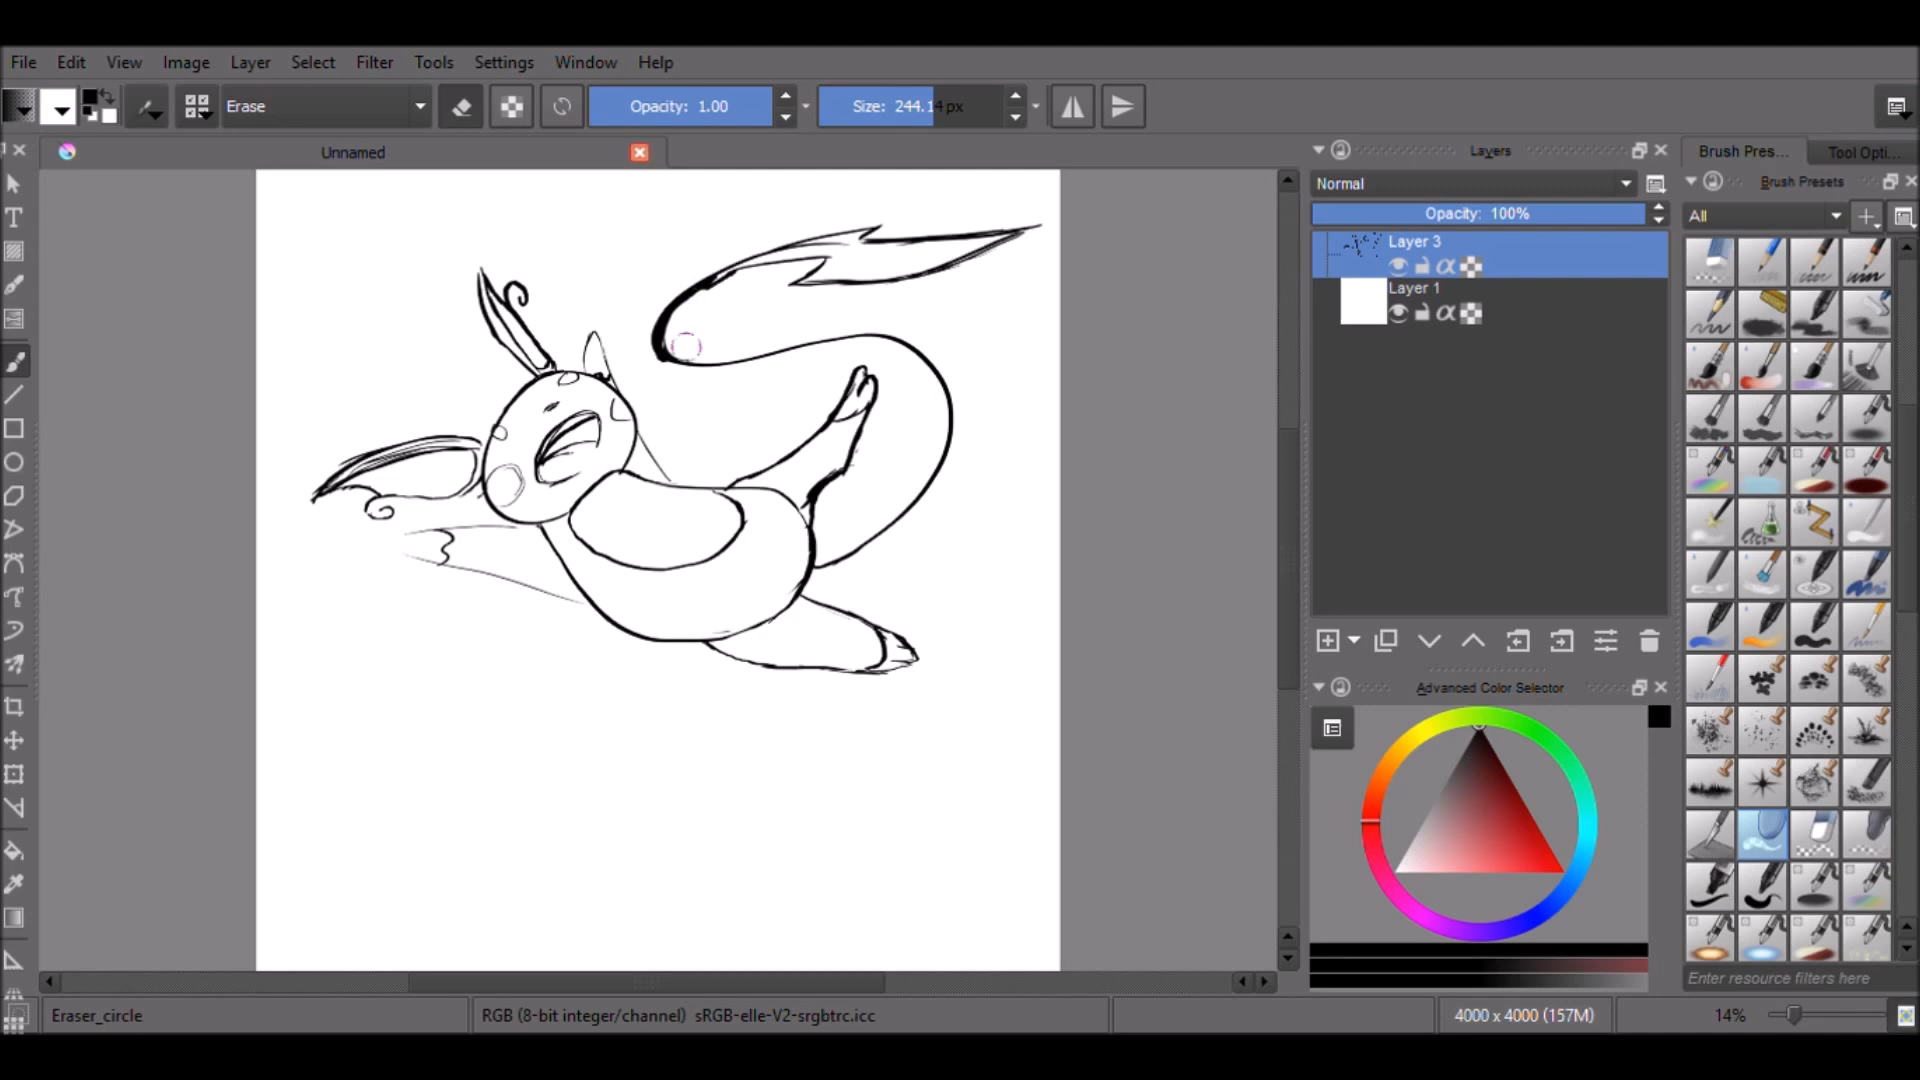 File Edit View Image Layer Select Filter Tools Settings Window Help
Erase Opacity: 1.00 Size: 244.14 px
Unnamed
Layers
Normal
Opacity: 100%
Layer 3
Layer 1
Advanced Color Selector
Brush Pres... Tool Opti...
Brush Presets
All
Enter resource filters here
Eraser_circle RGB (8-bit integer/channel) sRGB-elle-V2-srgbtrc.icc 4000 x 4000 (157M) 14%